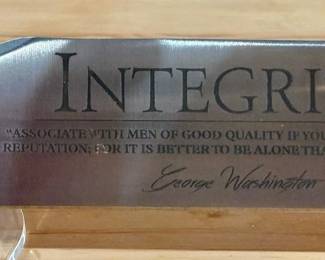 INTEGRI
"ASSOCIATE WITH MEN OF GOOD QUALITY IF YOU
REPUTATION; FOR IT IS BETTER TO BE ALONE THA
George Washington